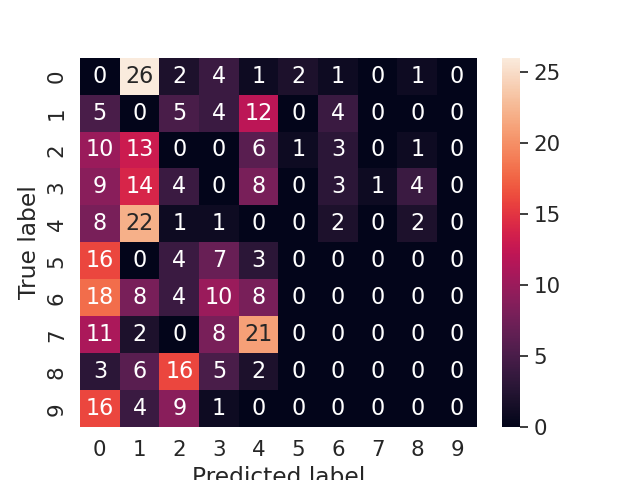 0 0 26 2 4 1 2 1 0 1 0
1 5 0 5 4 12 0 4 0 0 0
2 10 13 0 0 6 1 3 0 1 0
3 9 14 4 0 8 0 3 1 4 0
4 8 22 1 1 0 0 2 0 2 0
5 16 0 4 7 3 0 0 0 0 0
6 18 8 4 10 8 0 0 0 0 0
7 11 2 0 8 21 0 0 0 0 0
8 3 6 16 5 2 0 0 0 0 0
9 16 4 9 1 0 0 0 0 0 0
0 1 2 3 4 5 6 7 8 9
Predicted label
True label
25
20
15
10
5
0